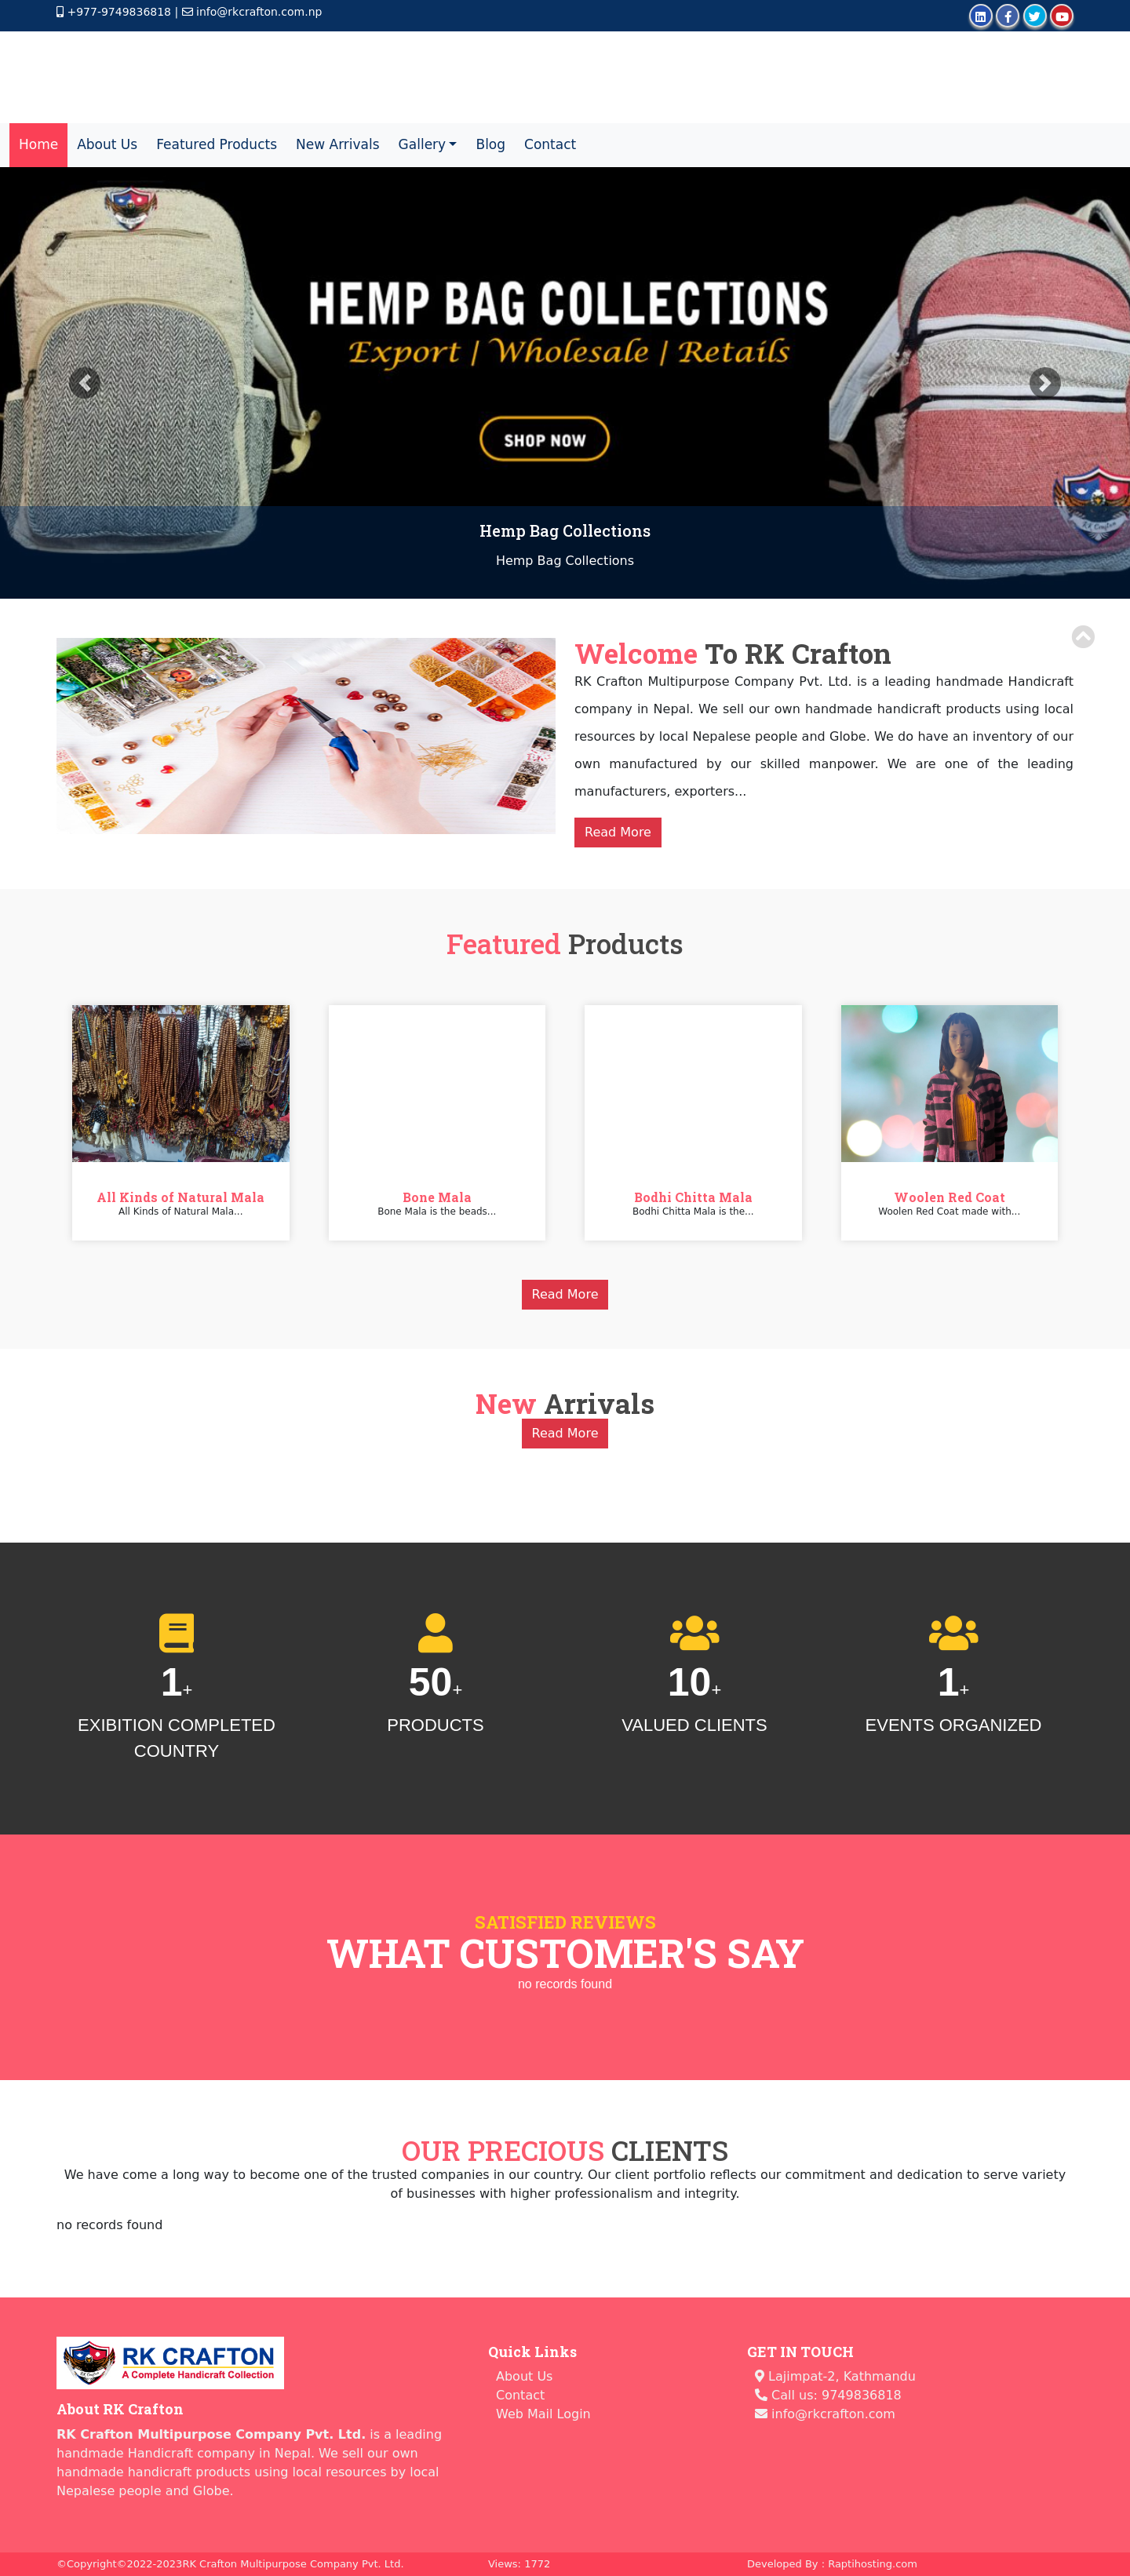 +977-9749836818 | info@rkcrafton.com.np
Home About Us Featured Products New Arrivals Gallery Blog Contact
HEMP BAG COLLECTIONS
Export | Wholesale | Retails
SHOP NOW
RK Crafton
Hemp Bag Collections
Hemp Bag Collections
Welcome To RK Crafton
RK Crafton Multipurpose Company Pvt. Ltd. is a leading handmade Handicraft
company in Nepal. We sell our own handmade handicraft products using local
resources by local Nepalese people and Globe. We do have an inventory of our
own manufactured by our skilled manpower. We are one of the leading
manufacturers, exporters...
Read More
Featured Products
All Kinds of Natural Mala
All Kinds of Natural Mala...
Bone Mala
Bone Mala is the beads...
Bodhi Chitta Mala
Bodhi Chitta Mala is the...
Woolen Red Coat
Woolen Red Coat made with...
Read More
New Arrivals
Read More
1+
EXIBITION COMPLETED
COUNTRY
50+
PRODUCTS
10+
VALUED CLIENTS
1+
EVENTS ORGANIZED
SATISFIED REVIEWS
WHAT CUSTOMER'S SAY
no records found
OUR PRECIOUS CLIENTS
We have come a long way to become one of the trusted companies in our country. Our client portfolio reflects our commitment and dedication to serve variety
of businesses with higher professionalism and integrity.
no records found
RK CRAFTON
A Complete Handicraft Collection
About RK Crafton
RK Crafton Multipurpose Company Pvt. Ltd. is a leading
handmade Handicraft company in Nepal. We sell our own
handmade handicraft products using local resources by local
Nepalese people and Globe.
Quick Links
About Us
Contact
Web Mail Login
GET IN TOUCH
Lajimpat-2, Kathmandu
Call us: 9749836818
info@rkcrafton.com
©Copyright©2022-2023RK Crafton Multipurpose Company Pvt. Ltd.
Views: 1772
Developed By : Raptihosting.com